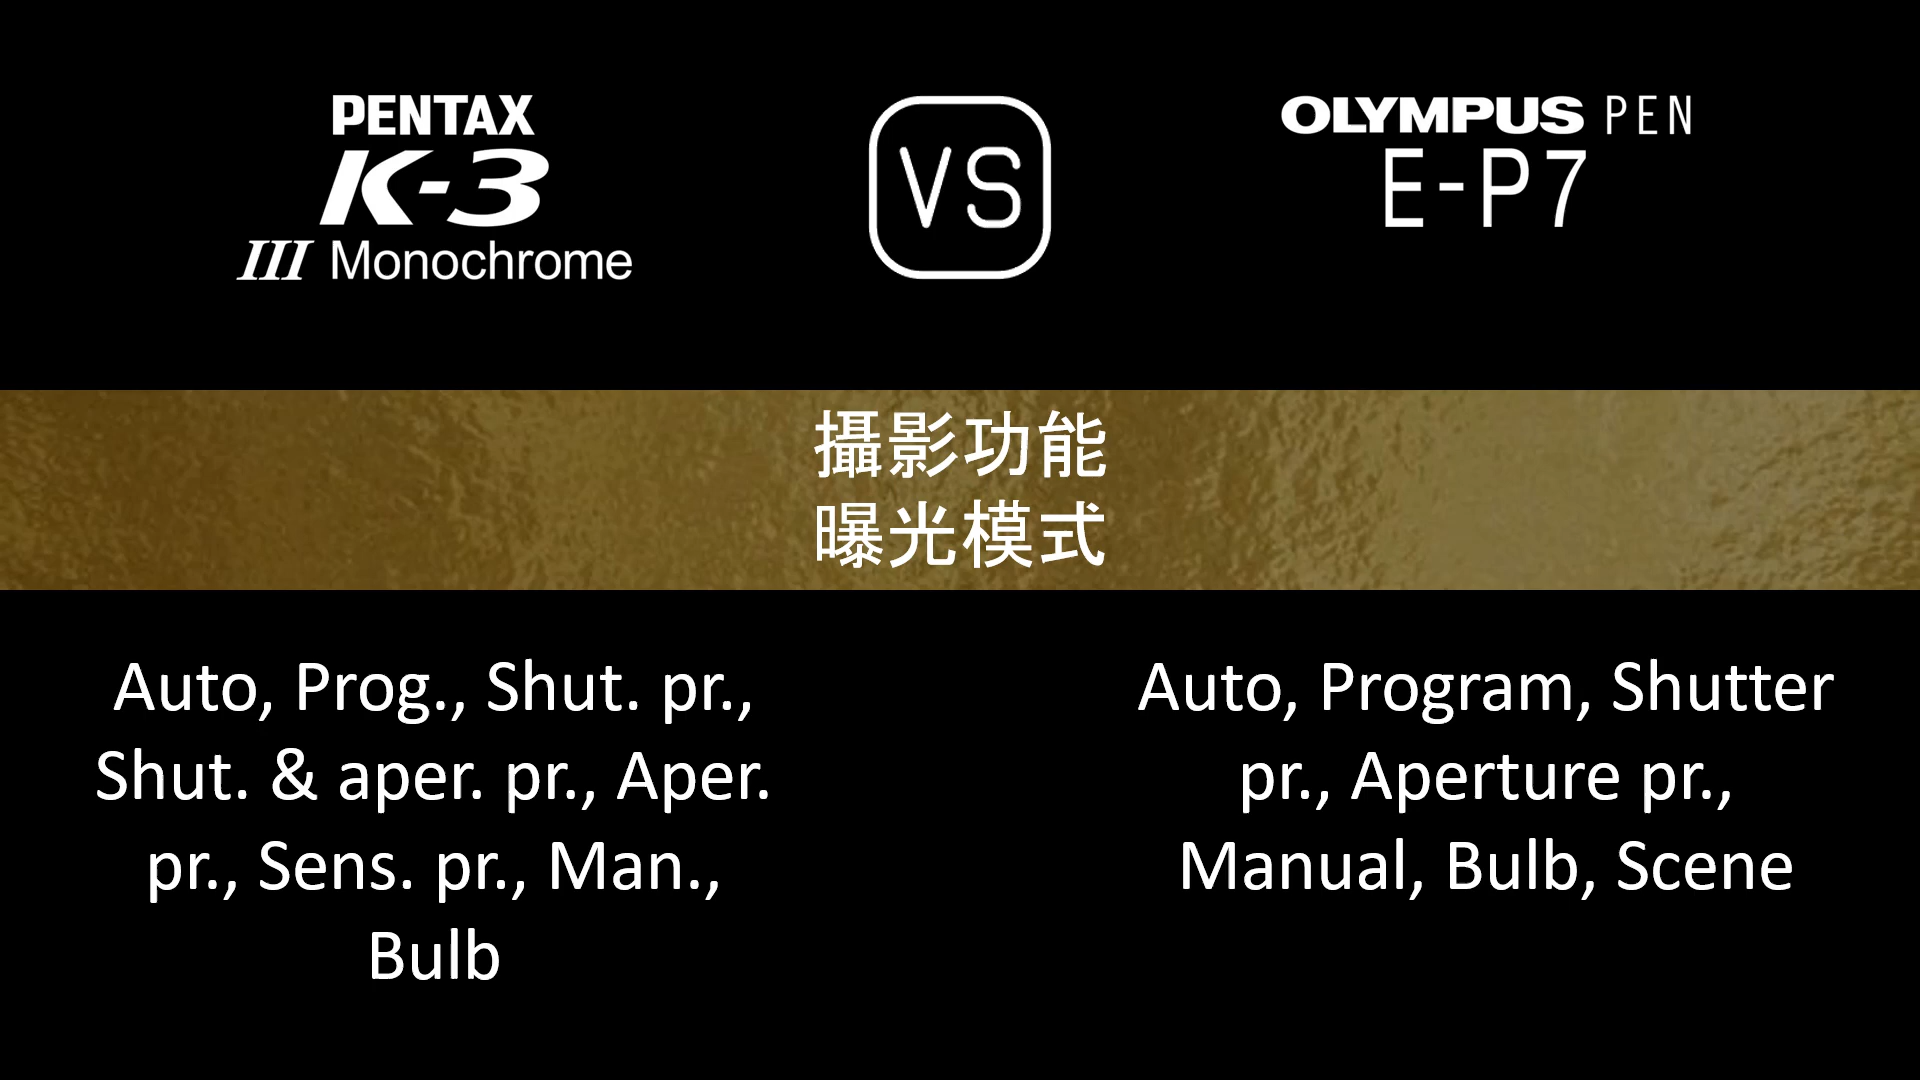 PENTAX
K-3
III Monochrome
VS
OLYMPUS PEN
E-P7
攝影功能
曝光模式
Auto, Prog., Shut. pr.,
Shut. & aper. pr., Aper.
pr., Sens. pr., Man.,
Bulb
Auto, Program, Shutter
pr., Aperture pr.,
Manual, Bulb, Scene